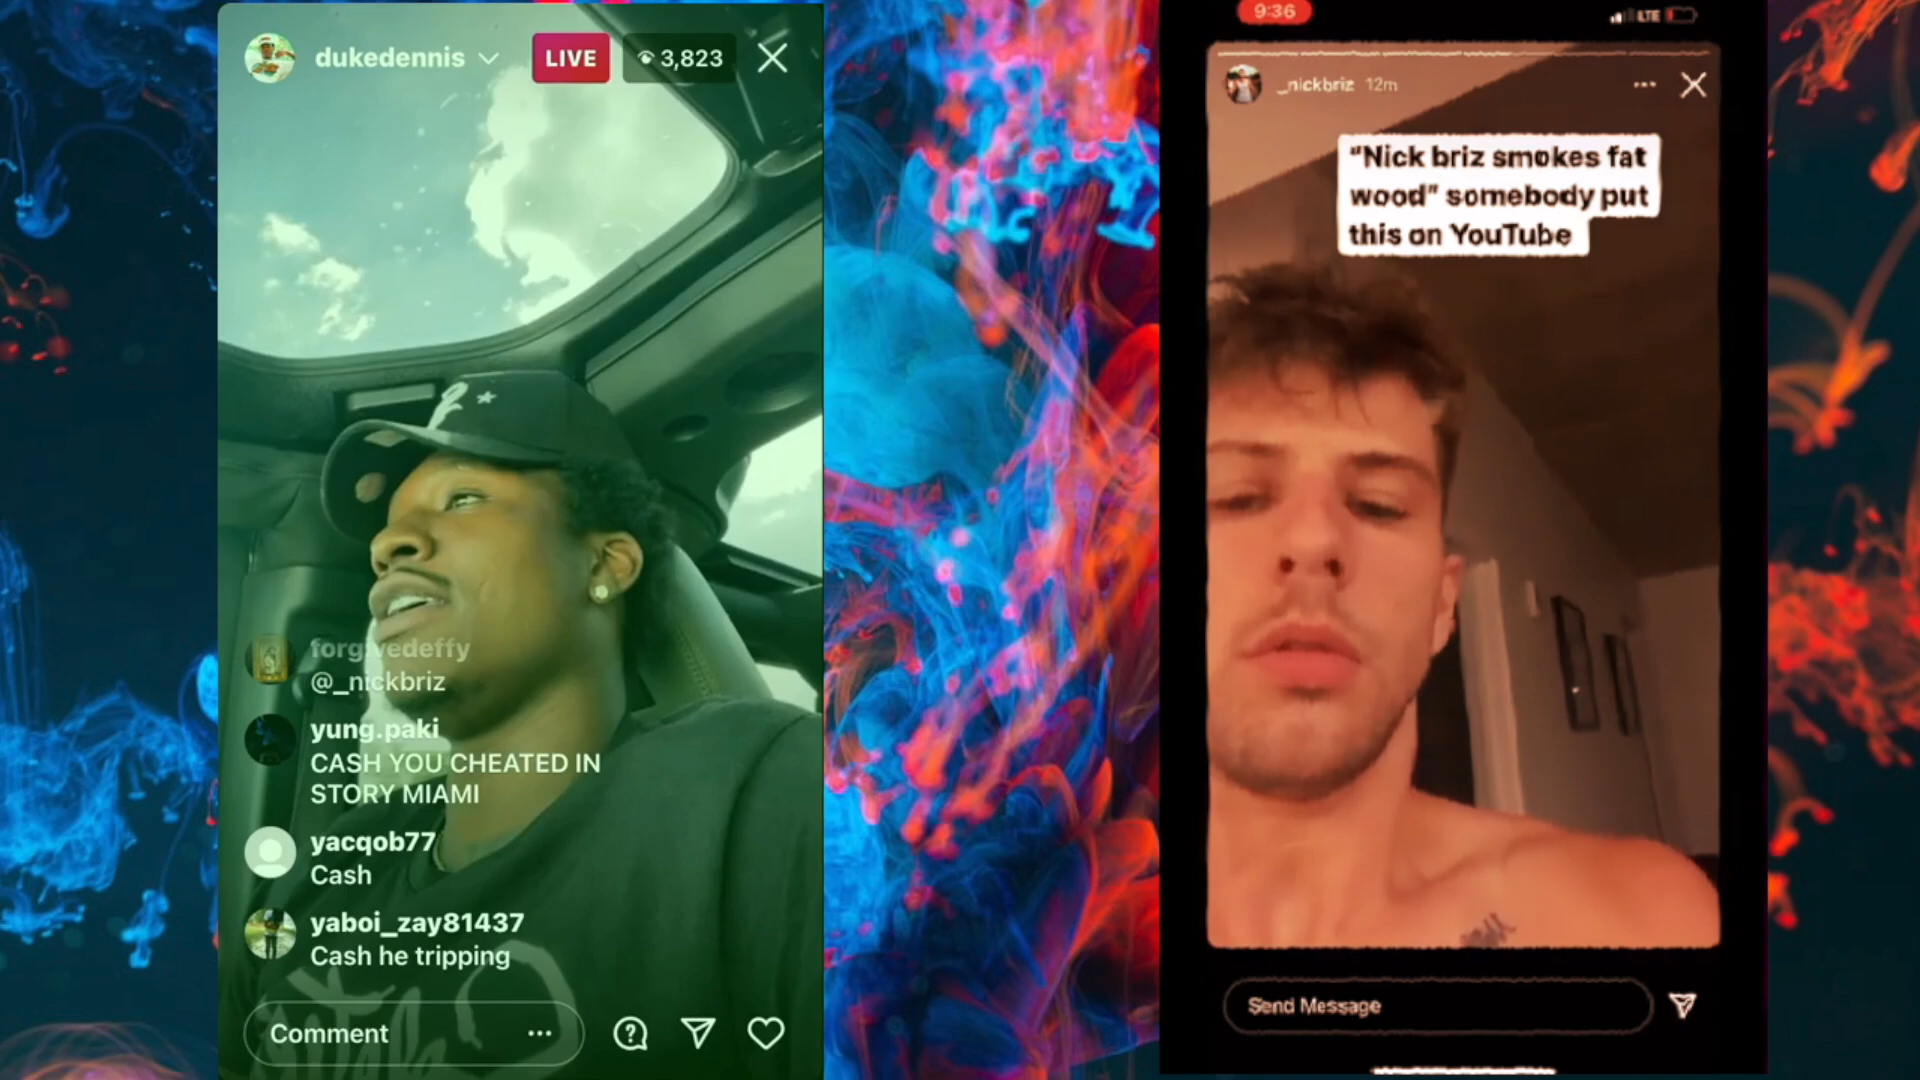 dukedennis
LIVE
3,823
forgivedeffy
@_nickbriz
yung.paki
CASH YOU CHEATED IN
STORY MIAMI
yacqob77
Cash
yaboi_zay81437
Cash he tripping
Comment
9:36
LTE
_nickbriz 12m
"Nick briz smokes fat
wood" somebody put
this on YouTube
Send Message